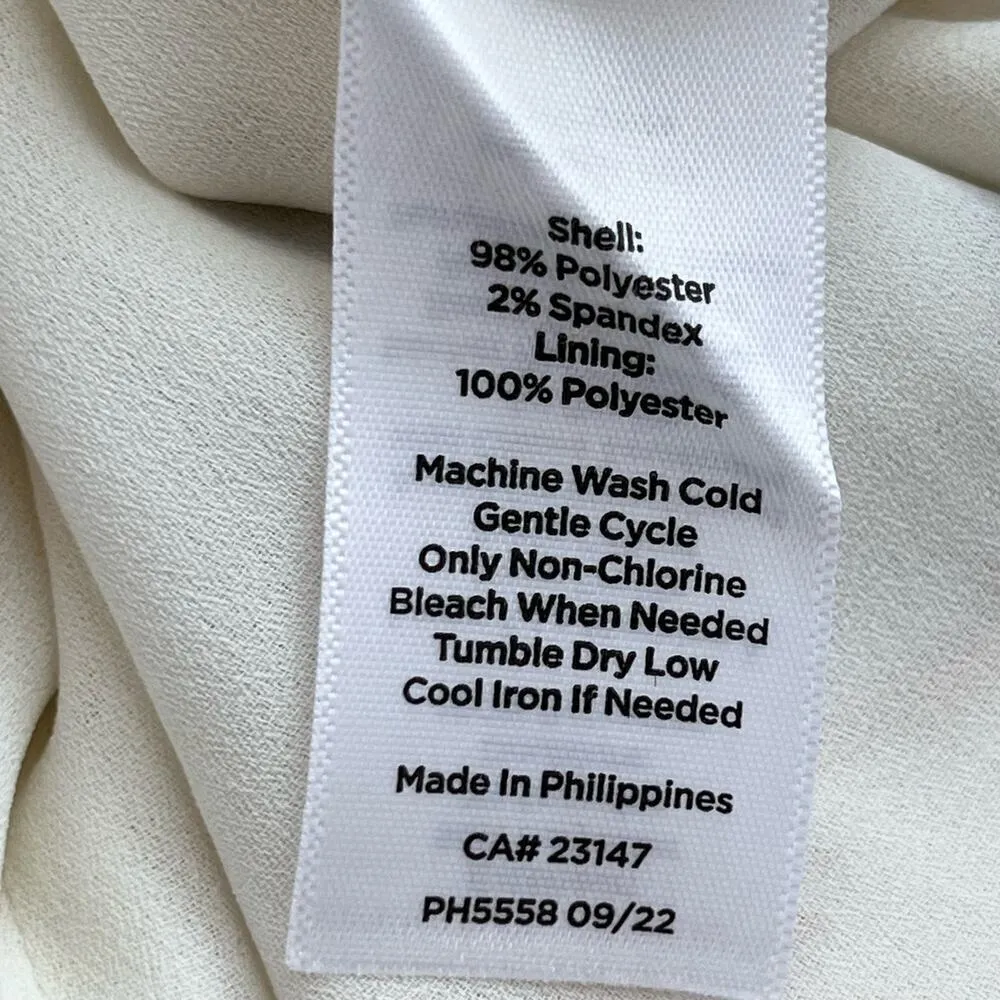 Shell:
98% Polyester
2% Spandex
Lining:
100% Polyester
Machine Wash Cold
Gentle Cycle
Only Non-Chlorine
Bleach When Needed
Tumble Dry Low
Cool Iron If Needed
Made In Philippines
CA# 23147
PH5558 09/22